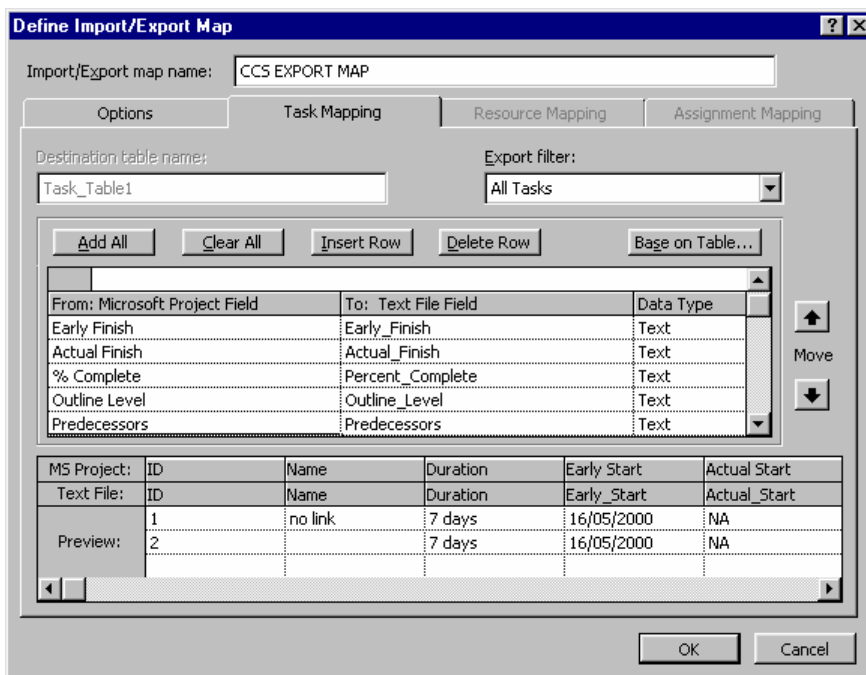 Define Import/Export Map
Import/Export map name: CCS EXPORT MAP
Options Task Mapping Resource Mapping Assignment Mapping
Destination table name: Export filter:
Task_Table1 All Tasks
Add All Clear All Insert Row Delete Row Base on Table...
From: Microsoft Project Field To: Text File Field Data Type
Early Finish Early_Finish Text
Actual Finish Actual_Finish Text
% Complete Percent_Complete Text
Outline Level Outline_Level Text
Predecessors Predecessors Text
Move
MS Project: ID Name Duration Early Start Actual Start
Text File: ID Name Duration Early_Start Actual_Start
Preview: 1 no link 7 days 16/05/2000 NA
2 7 days 16/05/2000 NA
OK Cancel